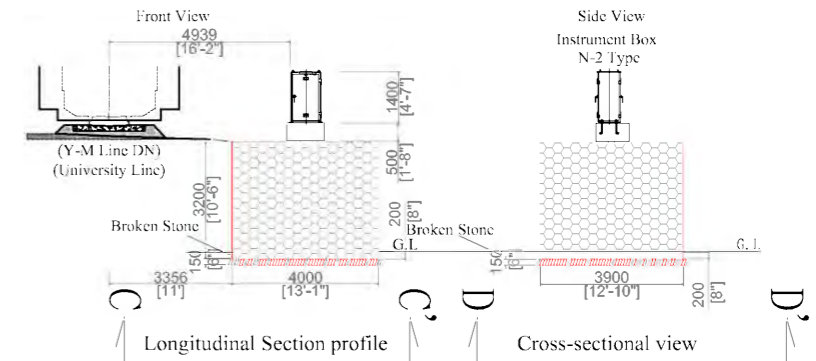 Front View
4939
[16'-2"]
1400
[4'-7"]
(Y-M Line DN)
(University Line)
3200
[10'-6"]
500
[1'-8"]
200
[8"]
Broken Stone
G.L
150
[6"]
3356
[11']
4000
[13'-1"]
C
C'
Longitudinal Section profile
Side View
Instrument Box
N-2 Type
Broken Stone
G.L
150
[6"]
3900
[12'-10"]
200
[8"]
D
D'
Cross-sectional view